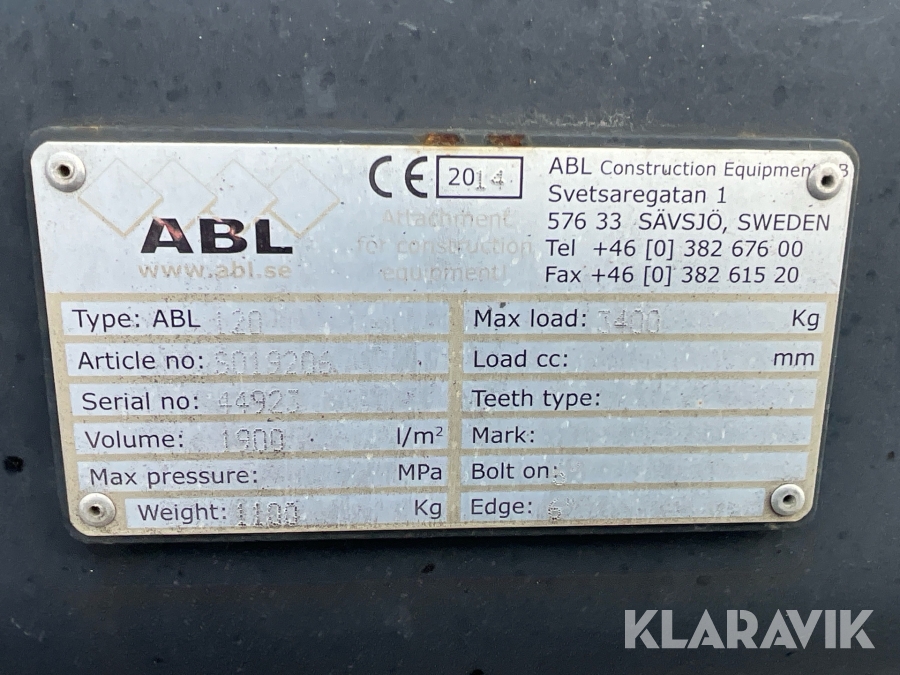 ABL
www.abl.se
CE 2014
Attachment
for construction
equipment!
ABL Construction Equipment
Svetsaregatan 1
576 33 SÄVSJÖ, SWEDEN
Tel +46 [0] 382 676 00
Fax +46 [0] 382 615 20
Type: ABL 120
Article no: S019206
Serial no: 44923
Volume: 1900 l/m²
Max pressure: MPa
Weight: 1100 Kg
Max load: 3400 Kg
Load cc: mm
Teeth type:
Mark:
Bolt on:
Edge: 6
KLARAVIK